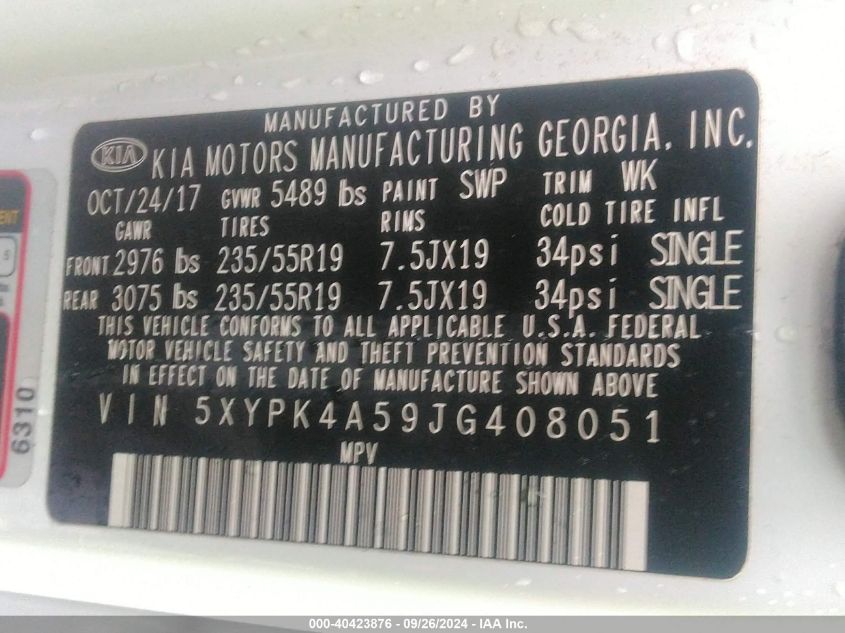 MANUFACTURED BY
KIA KIA MOTORS MANUFACTURING GEORGIA, INC.
OCT/24/17 GVWR 5489 lbs PAINT SWP TRIM WK
GAWR TIRES RIMS COLD TIRE INFL
FRONT 2976 lbs 235/55R19 7.5JX19 34psi SINGLE
REAR 3075 lbs 235/55R19 7.5JX19 34psi SINGLE
THIS VEHICLE CONFORMS TO ALL APPLICABLE U.S.A. FEDERAL
MOTOR VEHICLE SAFETY AND THEFT PREVENTION STANDARDS
IN EFFECT ON THE DATE OF MANUFACTURE SHOWN ABOVE
VIN 5XYPK4A59JG408051
MPV
6310
000-40423876 - 09/26/2024 - IAA Inc.